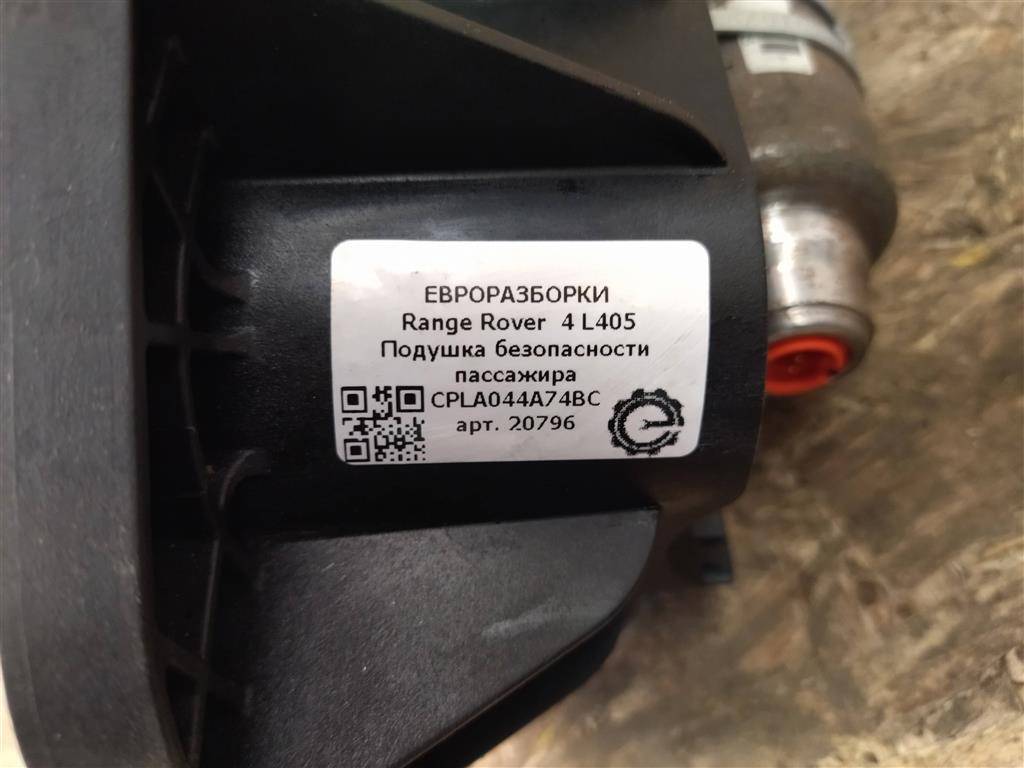 ЕВРОРАЗБОРКИ
Range Rover 4 L405
Подушка безопасности
пассажира
CPLA044A74BC
арт. 20796